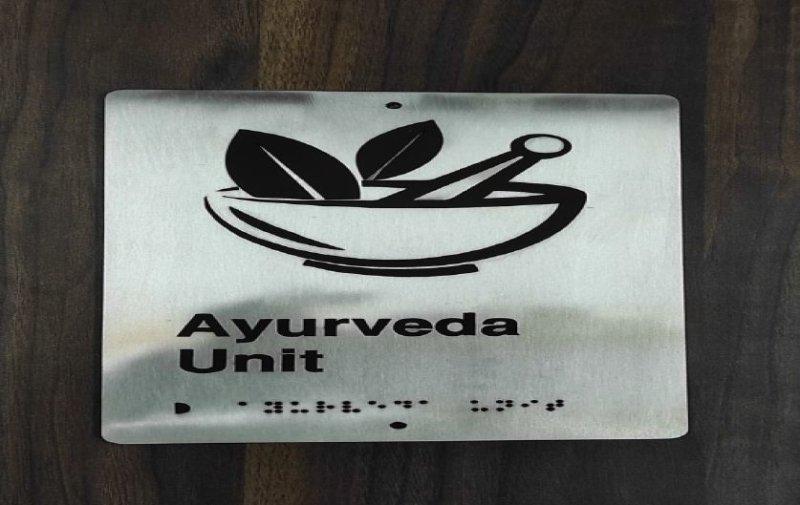 Ayurveda
Unit
⠁⠽⠥⠗⠧⠑⠙⠁ ⠥⠝⠊⠞